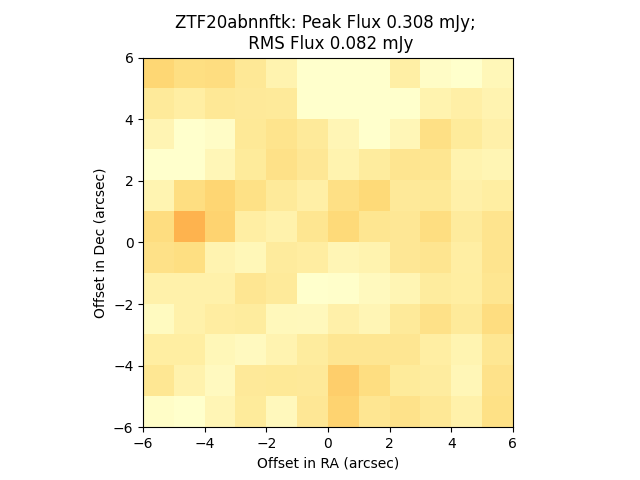 ZTF20abnnftk: Peak Flux 0.308 mJy;
RMS Flux 0.082 mJy
6
4
2
0
−2
−4
−6
Offset in Dec (arcsec)
−6 −4 −2 0 2 4 6
Offset in RA (arcsec)